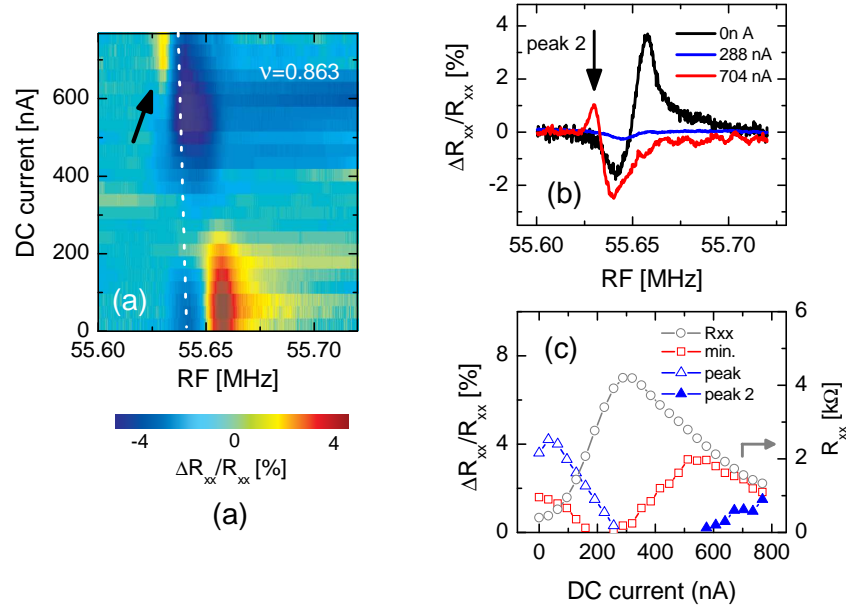 ν=0.863
DC current [nA]
600
400
200
0
(a)
55.60 55.65 55.70
RF [MHz]
-4 0 4
ΔRxx/Rxx [%]
(a)
peak 2
0n A
288 nA
704 nA
ΔRxx/Rxx [%]
4
2
0
-2
(b)
55.60 55.65 55.70
RF [MHz]
(c)
Rxx
min.
peak
peak 2
ΔRxx/Rxx [%]
8
4
0
6
4
2
0
Rxx [kΩ]
0 200 400 600 800
DC current (nA)